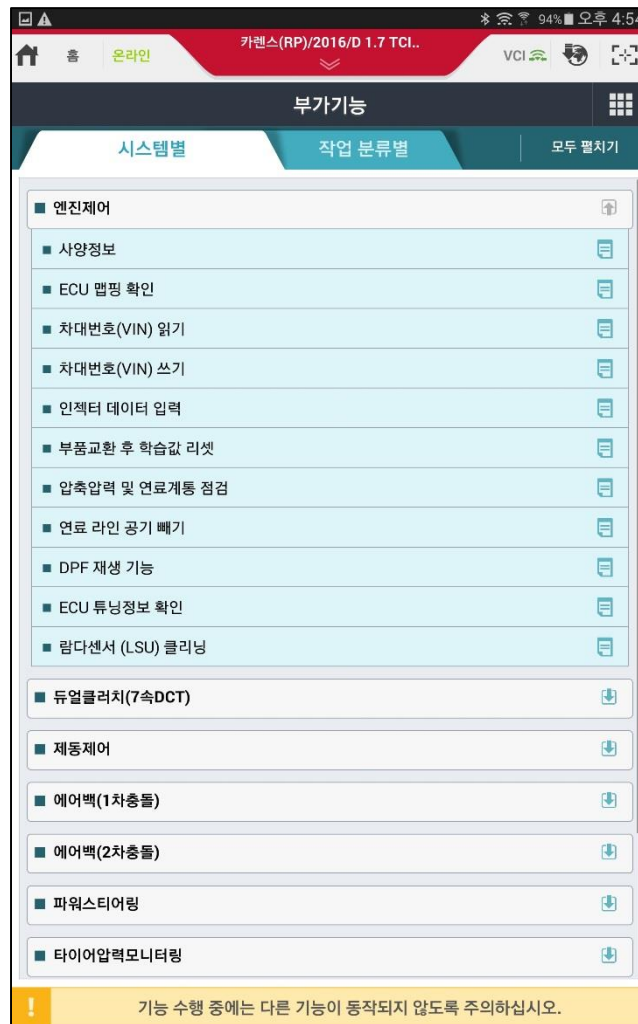 94% 오후 4:54
홈 온라인 카렌스(RP)/2016/D 1.7 TCI.. VCI
부가기능
시스템별 작업 분류별 모두 펼치기
엔진제어
사양정보
ECU 맵핑 확인
차대번호(VIN) 읽기
차대번호(VIN) 쓰기
인젝터 데이터 입력
부품교환 후 학습값 리셋
압축압력 및 연료계통 점검
연료 라인 공기 빼기
DPF 재생 기능
ECU 튜닝정보 확인
람다센서 (LSU) 클리닝
듀얼클러치(7속DCT)
제동제어
에어백(1차충돌)
에어백(2차충돌)
파워스티어링
타이어압력모니터링
기능 수행 중에는 다른 기능이 동작되지 않도록 주의하십시오.